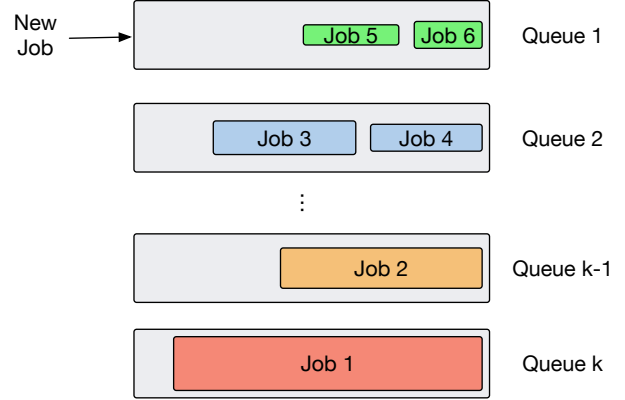 New
Job
Job 5
Job 6
Queue 1
Job 3
Job 4
Queue 2
⋮
Job 2
Queue k-1
Job 1
Queue k